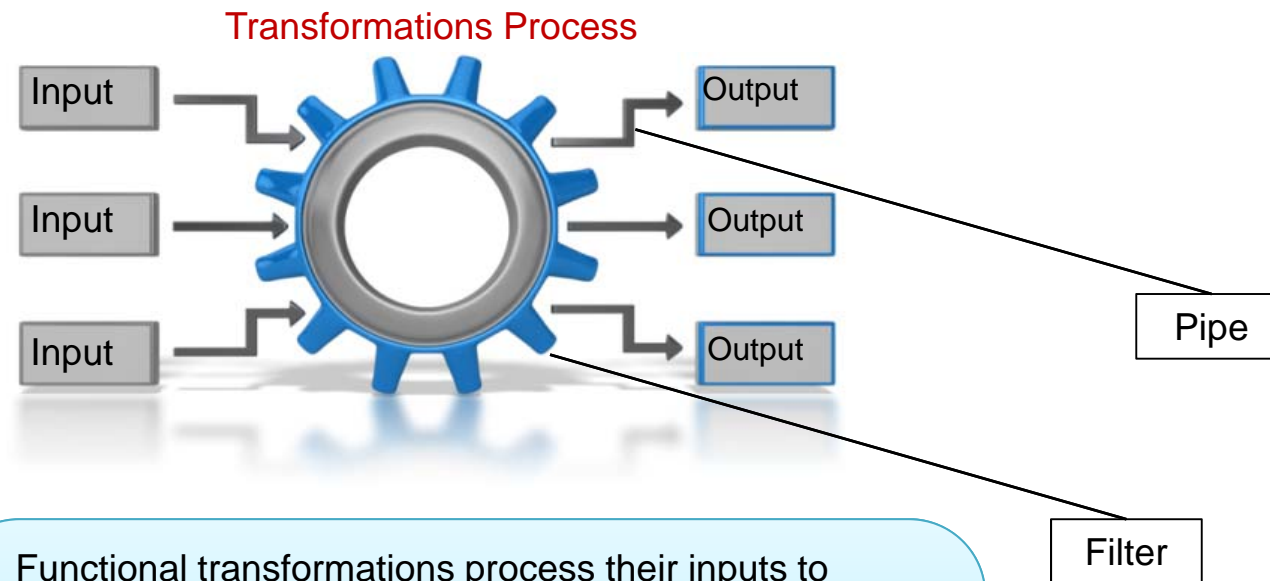 Transformations Process
Input
Output
Input
Output
Pipe
Input
Output
Filter
Functional transformations process their inputs to